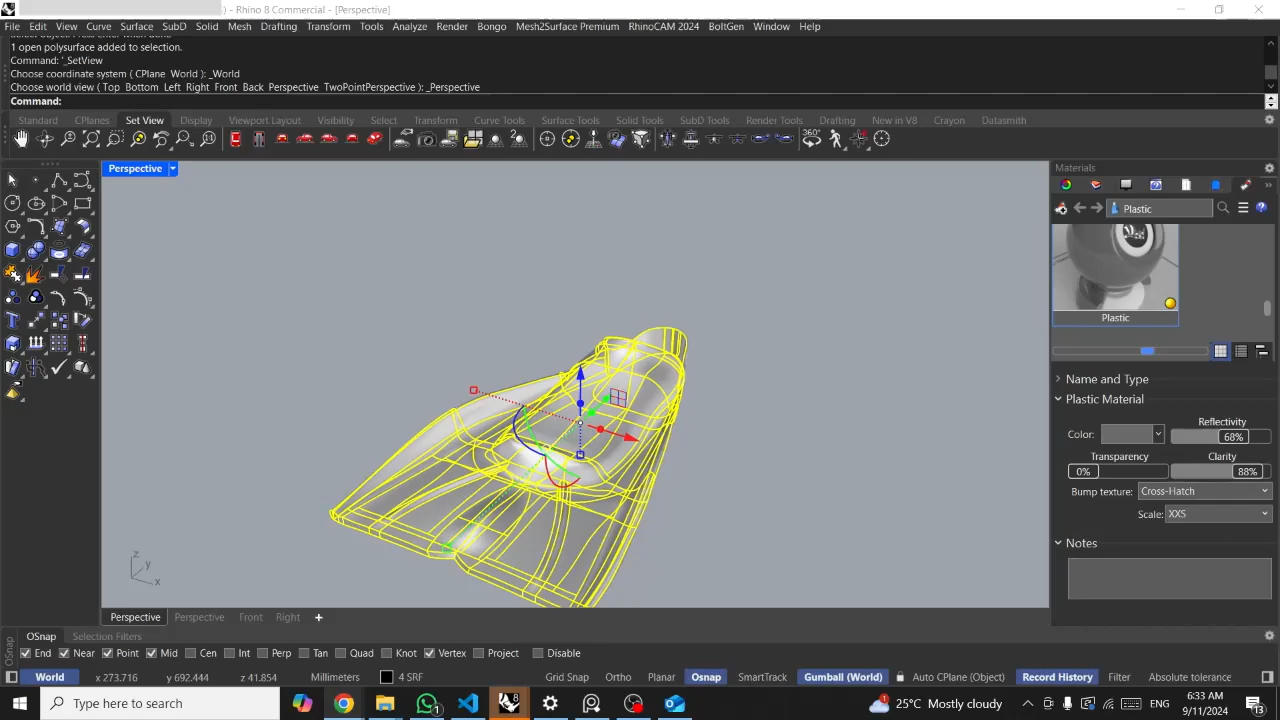 ) - Rhino 8 Commercial - [Perspective]
File Edit View Curve Surface SubD Solid Mesh Drafting Transform Tools Analyze Render Bongo Mesh2Surface Premium RhinoCAM 2024 BoltGen Window Help
1 open polysurface added to selection.
Command: '_SetView
Choose coordinate system ( CPlane World ): _World
Choose world view ( Top Bottom Left Right Front Back Perspective TwoPointPerspective ): _Perspective
Command:
Standard CPlanes Set View Display Viewport Layout Visibility Select Transform Curve Tools Surface Tools Solid Tools SubD Tools Render Tools Drafting New in V8 Crayon Datasmith
360°
Perspective
Materials
Plastic
Plastic
Name and Type
Plastic Material
Reflectivity
Color: 68%
Transparency Clarity
0% 88%
Bump texture: Cross-Hatch
Scale: XXS
Notes
z
y
x
Perspective Perspective Front Right
OSnap Selection Filters
OSnap
End Near Point Mid Cen Int Perp Tan Quad Knot Vertex Project Disable
World x 273.716 y 692.444 z 41.854 Millimeters 4 SRF Grid Snap Ortho Planar Osnap SmartTrack Gumball (World) Auto CPlane (Object) Record History Filter Absolute tolerance
Type here to search 1 8 1 25°C Mostly cloudy ENG 6:33 AM
9/11/2024 13